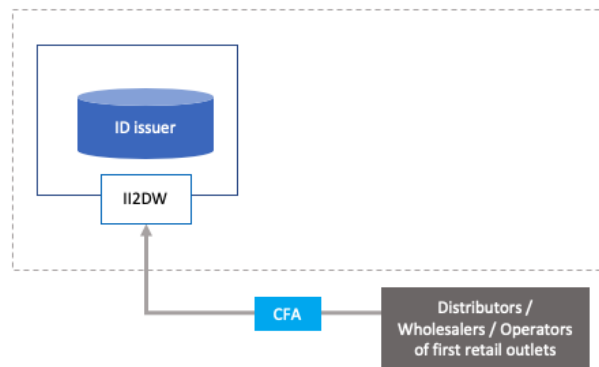 ID issuer
II2DW
CFA
Distributors /
Wholesalers / Operators
of first retail outlets